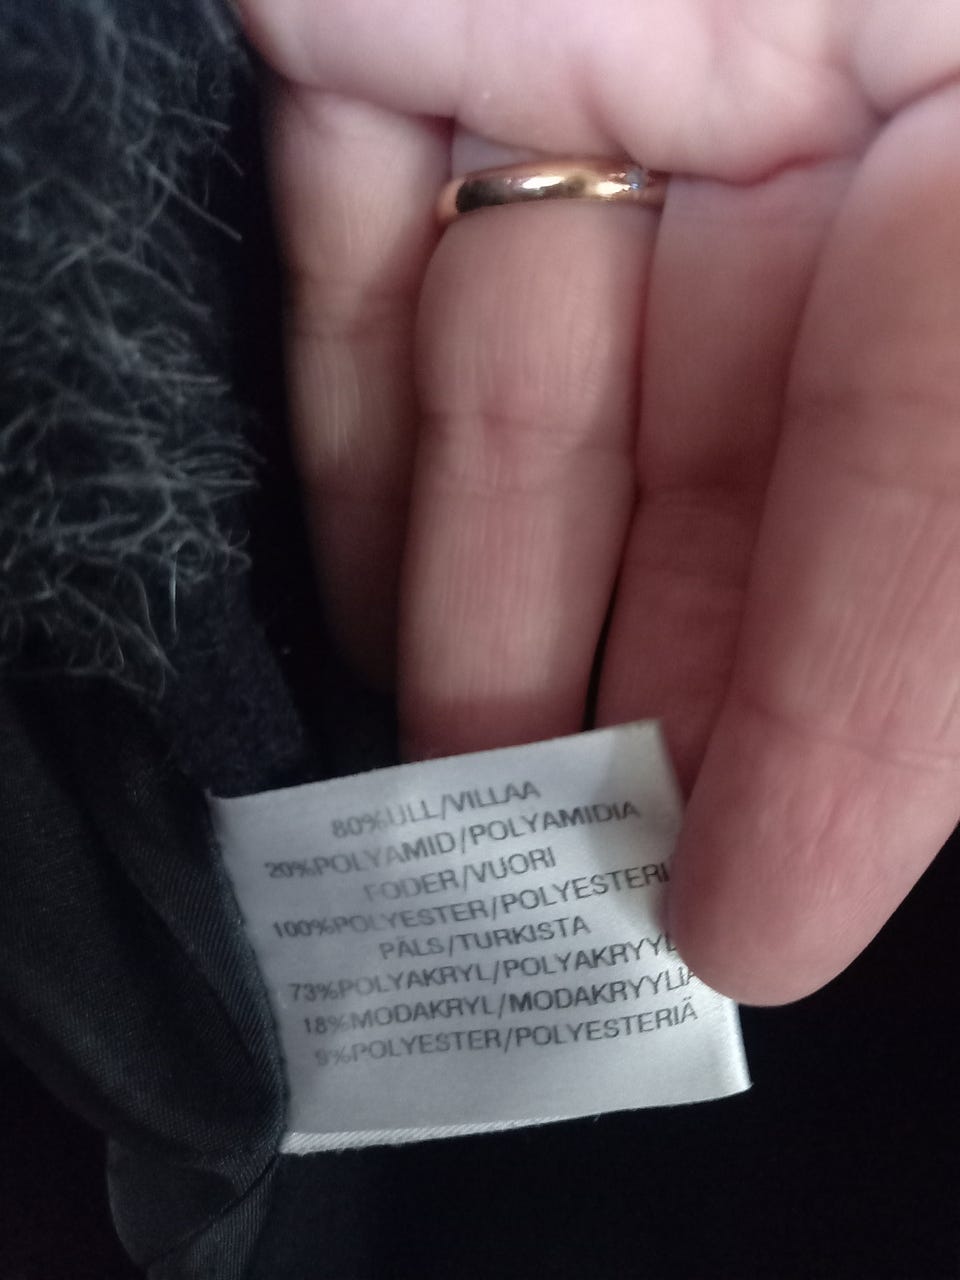 80%ULL/VILLAA
20%POLYAMID/POLYAMIDIA
FODER/VUORI
100%POLYESTER/POLYESTERI
PÄLS/TURKISTA
73%POLYAKRYL/POLYAKRYYL
18%MODAKRYL/MODAKRYYLIA
9%POLYESTER/POLYESTERIÄ